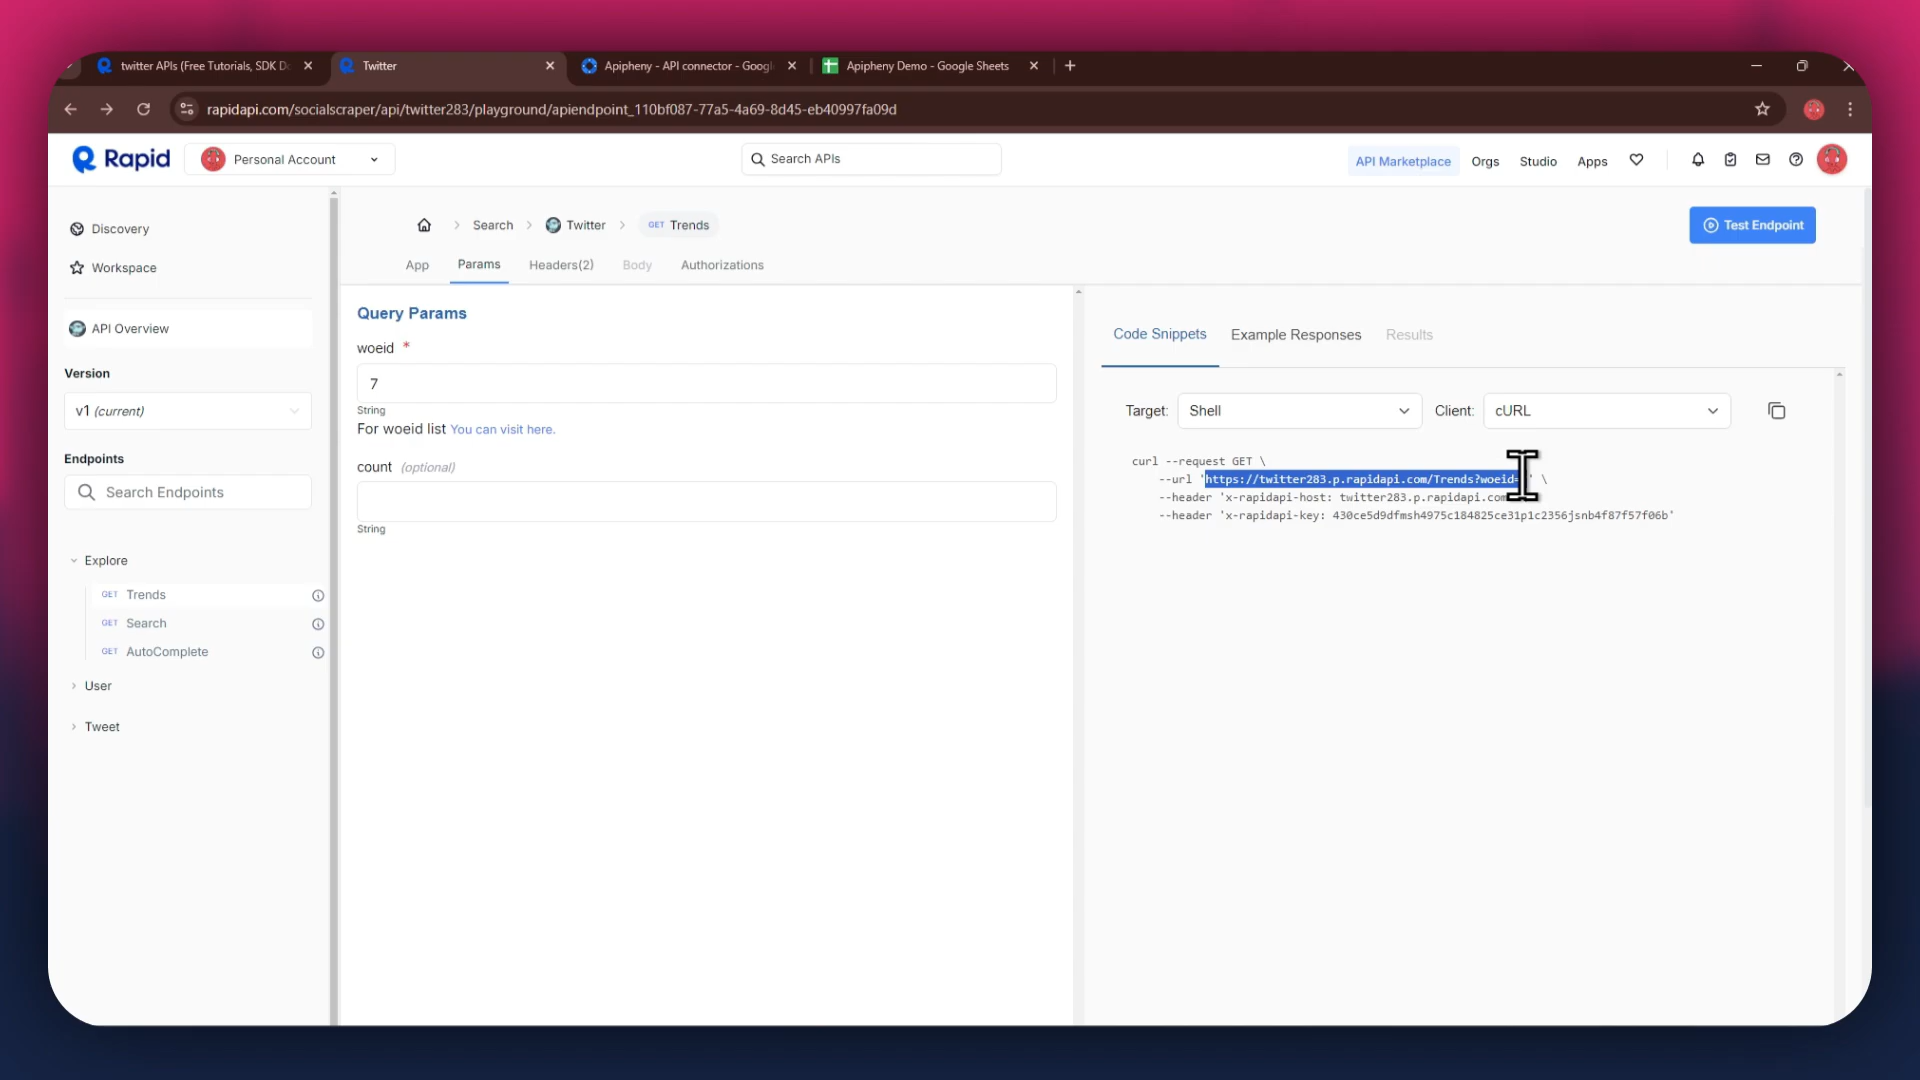 twitter APIs (Free Tutorials, SDK D
Twitter
Apipheny - API connector - Googl
Apipheny Demo - Google Sheets
rapidapi.com/socialscraper/api/twitter283/playground/apiendpoint_110bf087-77a5-4a69-8d45-eb40997fa09d
Rapid
Personal Account
Search APIs
API Marketplace
Orgs
Studio
Apps
Discovery
Workspace
API Overview
Version
v1 (current)
Endpoints
Search Endpoints
Explore
GET Trends
GET Search
GET AutoComplete
User
Tweet
Search
Twitter
GET Trends
Test Endpoint
App
Params
Headers(2)
Body
Authorizations
Query Params
woeid *
7
String
For woeid list You can visit here.
count (optional)
String
Code Snippets
Example Responses
Results
Target:
Shell
Client:
cURL
curl --request GET \
--url 'https://twitter283.p.rapidapi.com/Trends?woeid= ' \
--header 'x-rapidapi-host: twitter283.p.rapidapi.com
--header 'x-rapidapi-key: 430ce5d9dfmsh4975c184825ce31p1c2356jsnb4f87f57f06b'